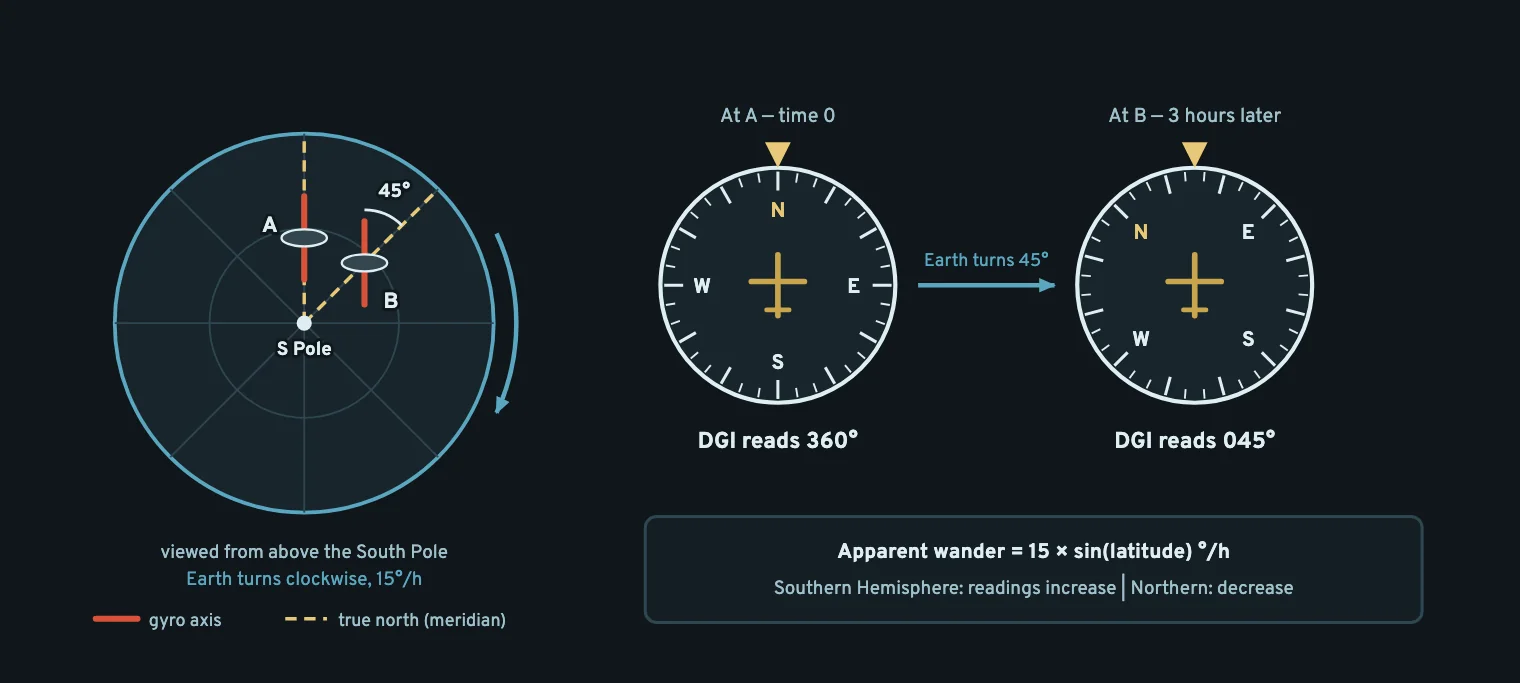 At A – time 0
At B – 3 hours later
45°
A
B
S Pole
N
W
E
S
Earth turns 45°
N
E
W
S
DGI reads 360°
DGI reads 045°
viewed from above the South Pole
Earth turns clockwise, 15°/h
gyro axis
true north (meridian)
Apparent wander = 15 × sin(latitude) °/h
Southern Hemisphere: readings increase | Northern: decrease